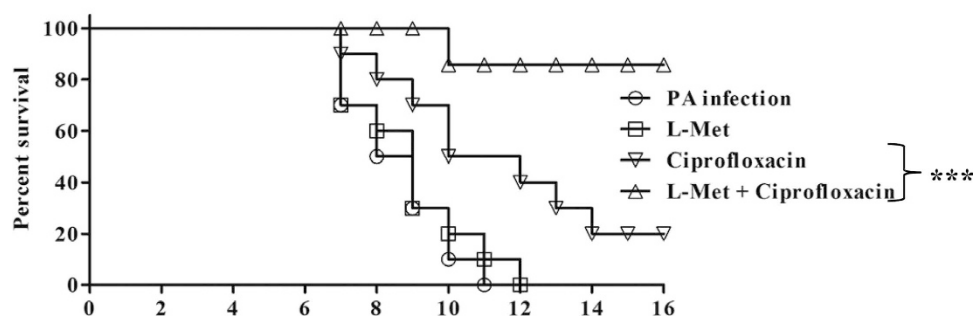 100
80
60
40
20
0
Percent survival
0 2 4 6 8 10 12 14 16
PA infection
L-Met
Ciprofloxacin
L-Met + Ciprofloxacin
***